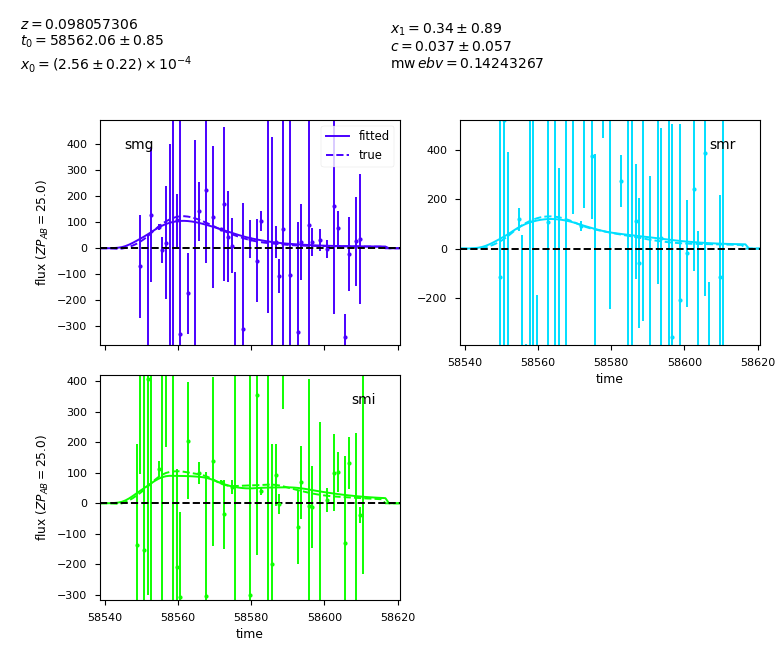 z = 0.098057306
t₀ = 58562.06 ± 0.85
x₀ = (2.56 ± 0.22) × 10⁻⁴
x₁ = 0.34 ± 0.89
c = 0.037 ± 0.057
mw ebv = 0.14243267
smg
fitted
true
flux (ZP_AB = 25.0)
400
300
200
100
0
−100
−200
−300
smr
400
200
0
−200
58540 58560 58580 58600 58620
time
smi
flux (ZP_AB = 25.0)
400
300
200
100
0
−100
−200
−300
58540 58560 58580 58600 58620
time